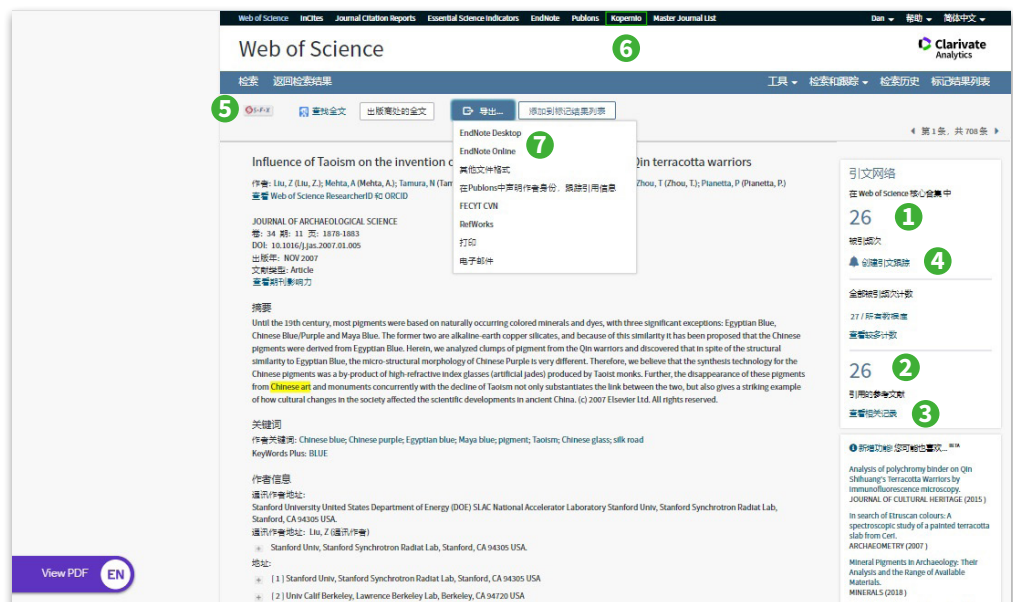 Web of Science InCites Journal Citation Reports Essential Science Indicators EndNote Publons Kopernio Master Journal List Dan 帮助 简体中文
Web of Science
6
Clarivate
Analytics
检索 返回检索结果 工具 检索和跟踪 检索历史 标记结果列表
5 S·F·X 查找全文 出版商处的全文 导出... 添加到标记结果列表
第 1 条，共 708 条
EndNote Desktop
EndNote Online
7
其他文件格式
在 Publons中声明作者身份．跟踪引用信息
FECYT CVN
RefWorks
打印
电子邮件
Influence of Taoism on the invention Qin terracotta warriors
作者: Liu, Z (Liu, Z.); Mehta, A (Mehta, A.); Tamura, N (Tam Zhou, T (Zhou, T.); Pianetta, P (Pianetta, P.)
查看 Web of Science ResearcherID 和 ORCID
JOURNAL OF ARCHAEOLOGICAL SCIENCE
卷: 34 期: 11 页: 1878-1883
DOI: 10.1016/j.jas.2007.01.005
出版年: NOV 2007
文献类型: Article
查看期刊影响力
摘要
Until the 19th century, most pigments were based on naturally occurring colored minerals and dyes, with three significant exceptions: Egyptian Blue,
Chinese Blue/Purple and Maya Blue. The former two are alkaline-earth copper silicates, and because of this similarity it has been proposed that the Chinese
pigments were derived from Egyptian Blue. Herein, we analyzed clumps of pigment from the Qin warriors and discovered that in spite of the structural
similarity to Egyptian Blue, the micro-structural morphology of Chinese Purple is very different. Therefore, we believe that the synthesis technology for the
Chinese pigments was a by-product of high-refractive index glasses (artificial jades) produced by Taoist monks. Further, the disappearance of these pigments
from Chinese art and monuments concurrently with the decline of Taoism not only substantiates the link between the two, but also gives a striking example
of how cultural changes in the society affected the scientific developments in ancient China. (c) 2007 Elsevier Ltd. All rights reserved.
关键词
作者关键词: Chinese blue; Chinese purple; Egyptian blue; Maya blue; pigment; Taoism; Chinese glass; silk road
KeyWords Plus: BLUE
作者信息
通讯作者地址:
Stanford University United States Department of Energy (DOE) SLAC National Accelerator Laboratory Stanford Univ, Stanford Synchrotron Radiat Lab,
Stanford, CA 94305 USA.
通讯作者地址: Liu, Z (通讯作者)
Stanford Univ, Stanford Synchrotron Radiat Lab, Stanford, CA 94305 USA.
地址:
[ 1 ] Stanford Univ, Stanford Synchrotron Radiat Lab, Stanford, CA 94305 USA
[ 2 ] Univ Calif Berkeley, Lawrence Berkeley Lab, Berkeley, CA 94720 USA
引文网络
在 Web of Science 核心合集中
26 1
被引频次
创建引文跟踪 4
全部被引频次计数
27 / 所有数据库
查看较多计数
26 2
引用的参考文献
查看相关记录 3
新增功能! 您可能也喜欢... BETA
Analysis of polychromy binder on Qin
Shihuang's Terracotta Warriors by
immunofluorescence microscopy.
JOURNAL OF CULTURAL HERITAGE (2015 )
In search of Etruscan colours: A
spectroscopic study of a painted terracotta
slab from Ceri.
ARCHAEOMETRY (2007 )
Mineral Pigments in Archaeology: Their
Analysis and the Range of Available
Materials.
MINERALS (2018 )
View PDF EN